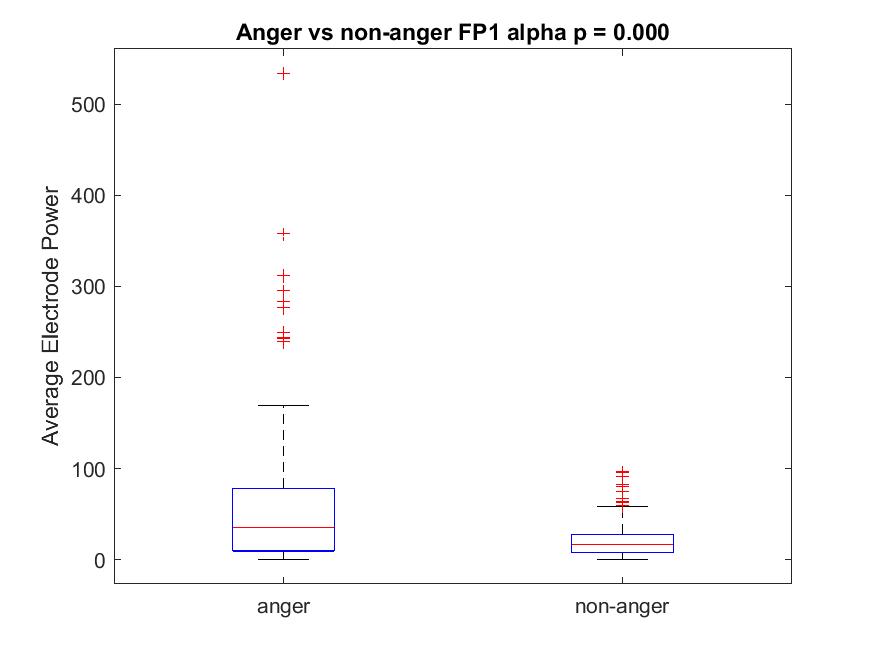 Anger vs non-anger FP1 alpha p = 0.000
Average Electrode Power
500
400
300
200
100
0
anger
non-anger